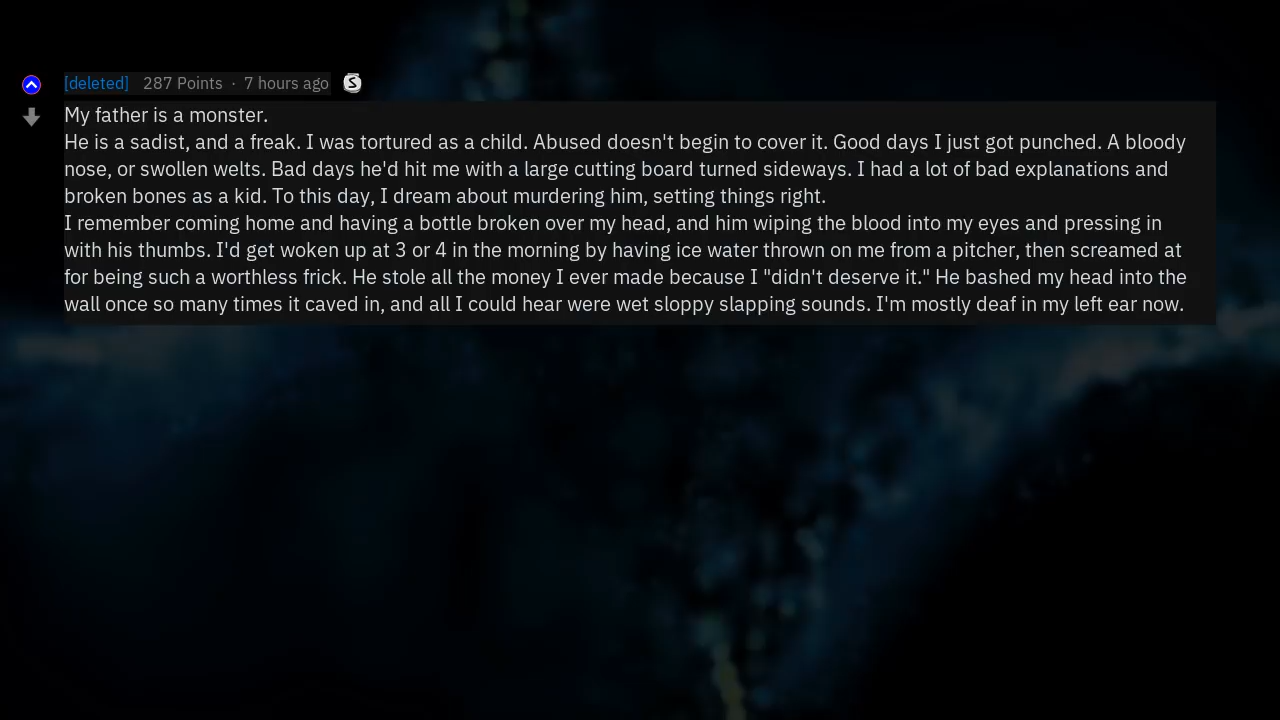 [deleted] 287 Points · 7 hours ago
My father is a monster.
He is a sadist, and a freak. I was tortured as a child. Abused doesn't begin to cover it. Good days I just got punched. A bloody
nose, or swollen welts. Bad days he'd hit me with a large cutting board turned sideways. I had a lot of bad explanations and
broken bones as a kid. To this day, I dream about murdering him, setting things right.
I remember coming home and having a bottle broken over my head, and him wiping the blood into my eyes and pressing in
with his thumbs. I'd get woken up at 3 or 4 in the morning by having ice water thrown on me from a pitcher, then screamed at
for being such a worthless frick. He stole all the money I ever made because I "didn't deserve it." He bashed my head into the
wall once so many times it caved in, and all I could hear were wet sloppy slapping sounds. I'm mostly deaf in my left ear now.